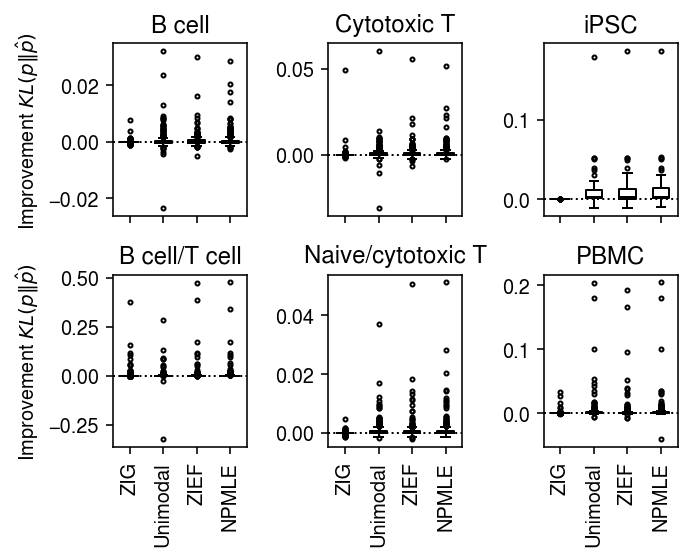 B cell
Cytotoxic T
iPSC
Improvement KL(p‖p̂)
0.02
0.00
−0.02
0.05
0.00
0.1
0.0
B cell/T cell
Naive/cytotoxic T
PBMC
Improvement KL(p‖p̂)
0.50
0.25
0.00
−0.25
0.04
0.02
0.00
0.2
0.1
0.0
ZIG
Unimodal
ZIEF
NPMLE
ZIG
Unimodal
ZIEF
NPMLE
ZIG
Unimodal
ZIEF
NPMLE